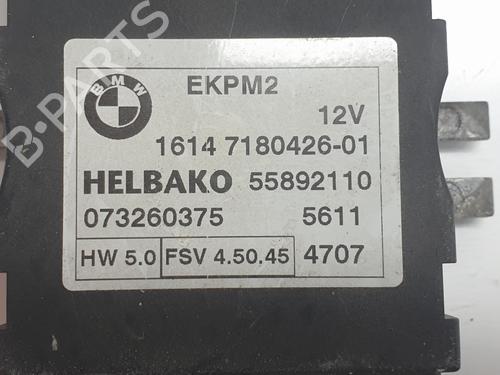 BMW
EKPM2
12V
1614 7180426-01
HELBAKO 55892110
073260375 5611
HW 5.0 FSV 4.50.45 4707
B-PARTS